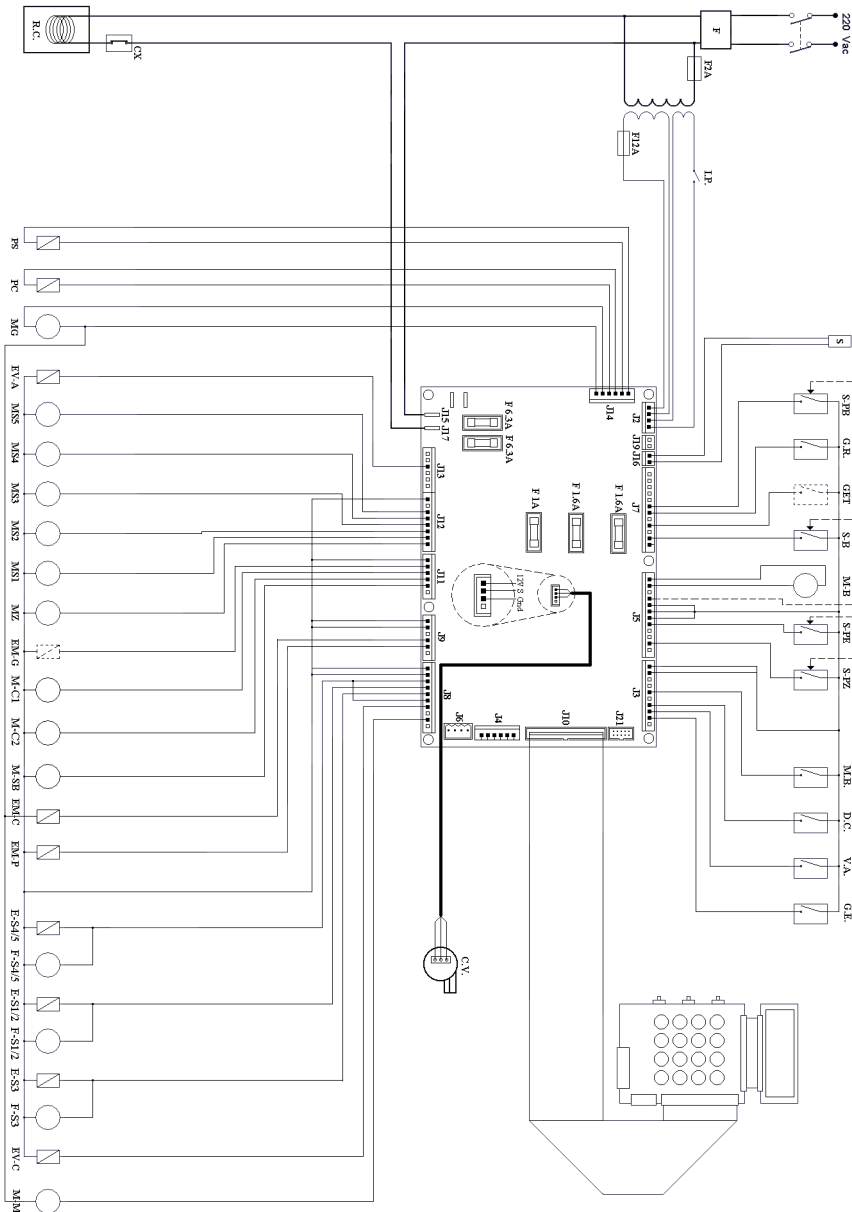 220 Vac
F
F2A
F12A
I.P.
R.C.
CX
PS
PC
MG
EV-A
MS5
MS4
MS3
MS2
MS1
MZ
EM-G
M-C1
M-C2
M-SB
EM-C
EM-P
E-S4/5
F-S4/5
E-S1/2
F-S1/2
E-S3
F-S3
EV-C
M-M
S
S-PB
G.R.
GET
S-B
M-B
S-PE
S-PZ
M.B.
D.C.
V.A.
G.E.
J14
J2
J19
J16
J7
J5
J3
J21
J10
J4
J6
J8
J9
J11
J12
J13
J15
J17
F 6.3A
F 6.3A
F 1A
F 1.6A
F 1.6A
12V
S
Gnd
C.V.